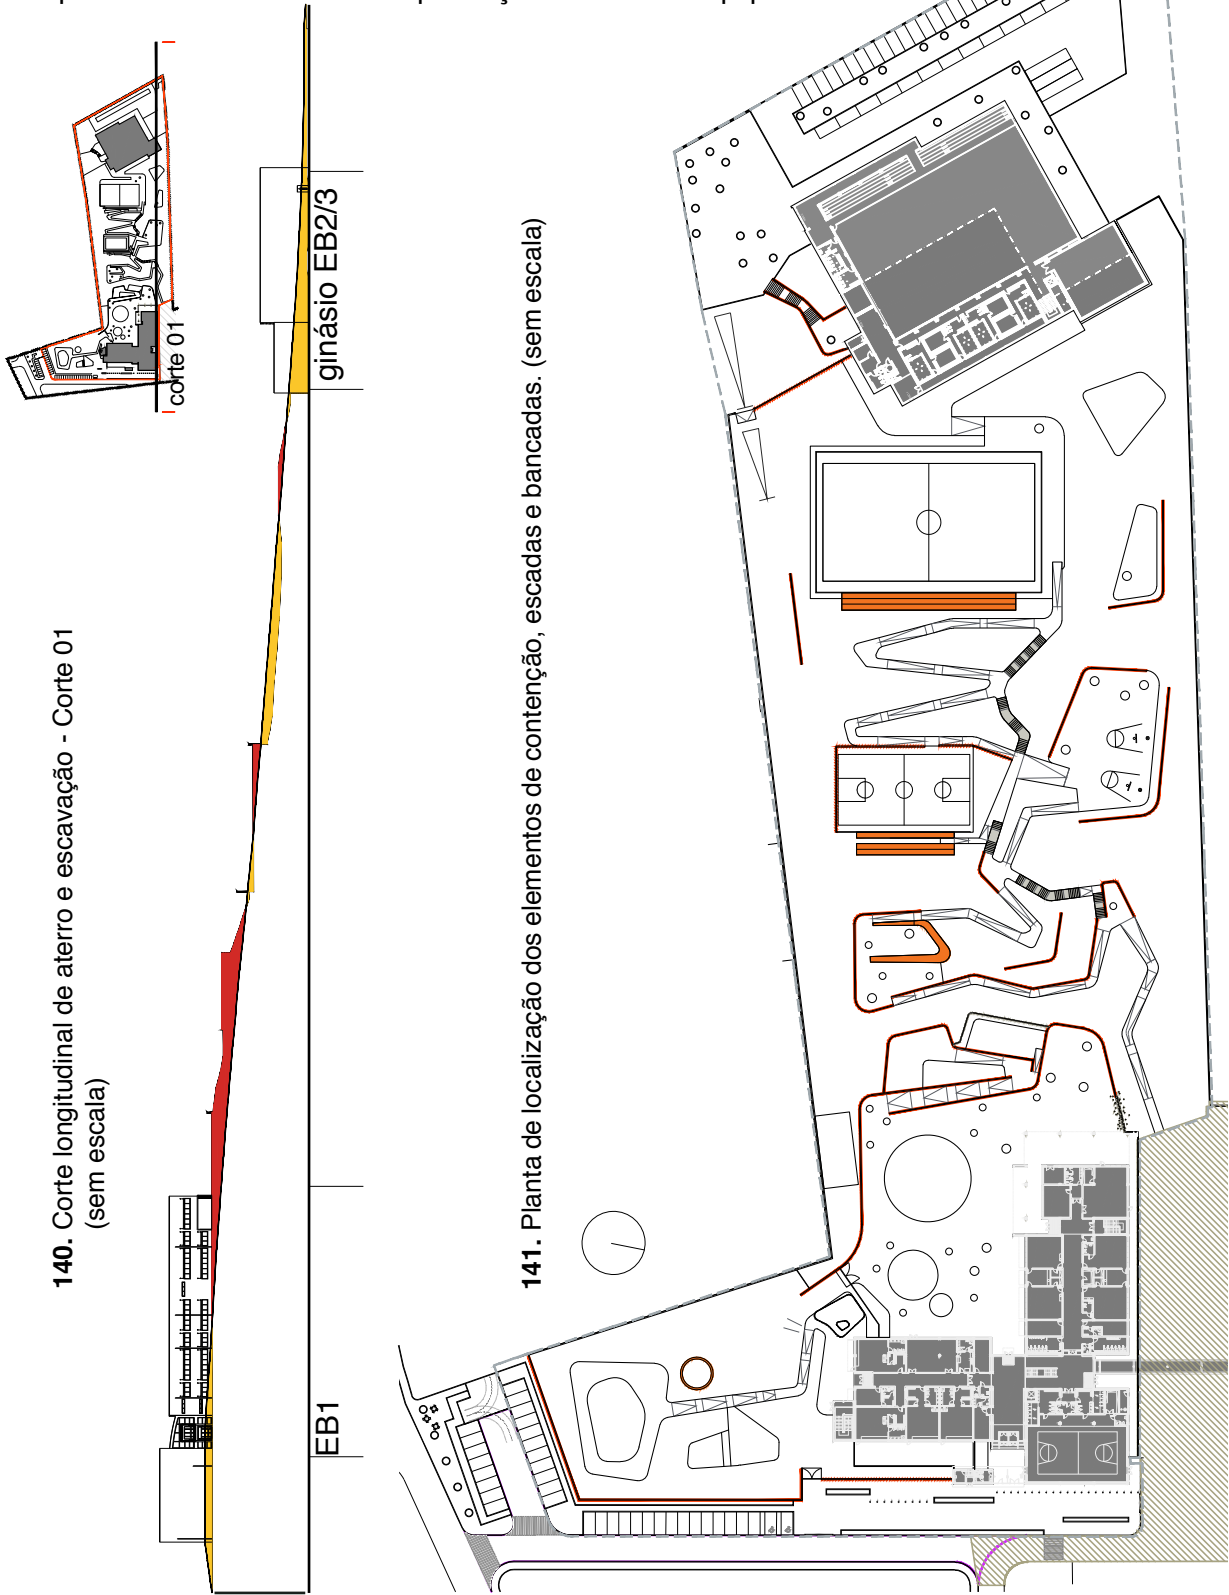 140. Corte longitudinal de aterro e escavação - Corte 01
(sem escala)
corte 01
EB1
ginásio EB2/3
141. Planta de localização dos elementos de contenção, escadas e bancadas. (sem escala)